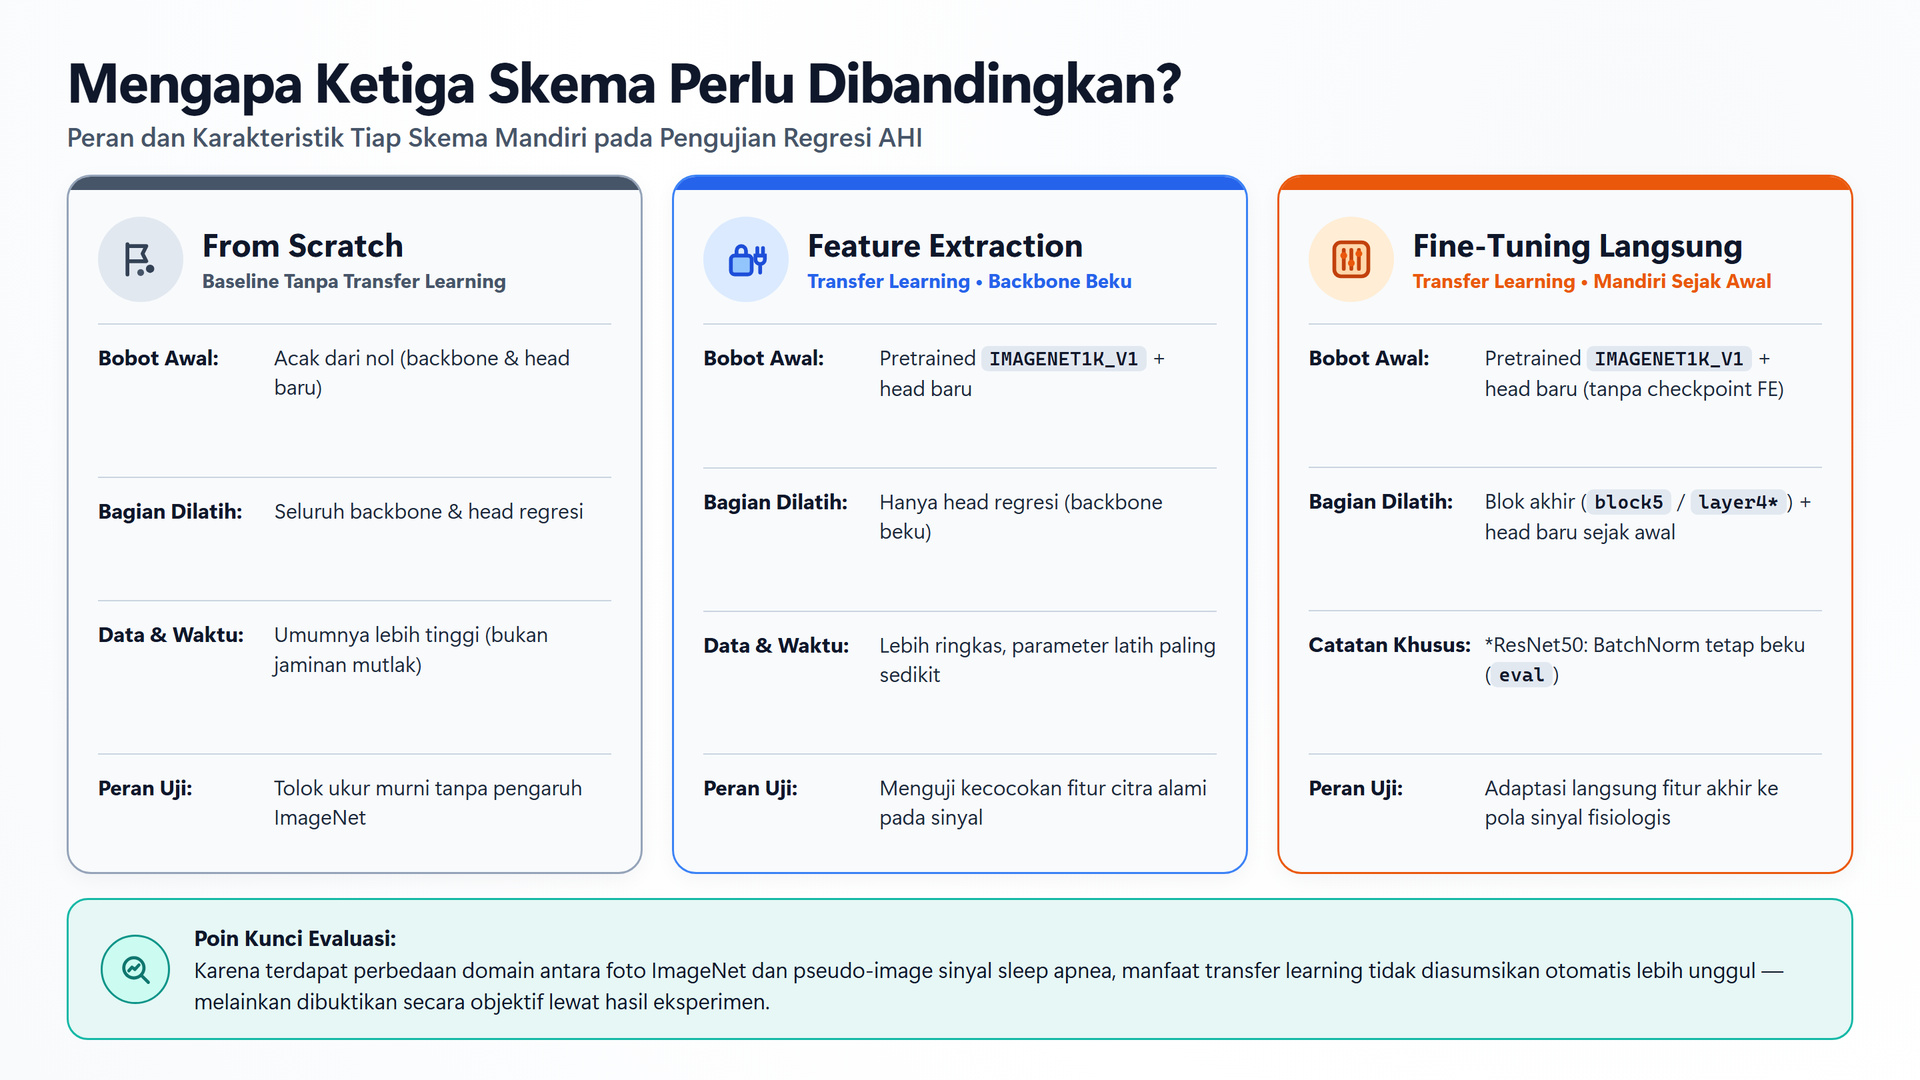 Mengapa Ketiga Skema Perlu Dibandingkan?
Peran dan Karakteristik Tiap Skema Mandiri pada Pengujian Regresi AHI
From Scratch
Baseline Tanpa Transfer Learning
Bobot Awal: Acak dari nol (backbone & head
baru)
Bagian Dilatih: Seluruh backbone & head regresi
Data & Waktu: Umumnya lebih tinggi (bukan
jaminan mutlak)
Peran Uji: Tolok ukur murni tanpa pengaruh
ImageNet
Feature Extraction
Transfer Learning • Backbone Beku
Bobot Awal: Pretrained IMAGENET1K_V1 +
head baru
Bagian Dilatih: Hanya head regresi (backbone
beku)
Data & Waktu: Lebih ringkas, parameter latih paling
sedikit
Peran Uji: Menguji kecocokan fitur citra alami
pada sinyal
Fine-Tuning Langsung
Transfer Learning • Mandiri Sejak Awal
Bobot Awal: Pretrained IMAGENET1K_V1 +
head baru (tanpa checkpoint FE)
Bagian Dilatih: Blok akhir (block5 / layer4*) +
head baru sejak awal
Catatan Khusus: *ResNet50: BatchNorm tetap beku
(eval)
Peran Uji: Adaptasi langsung fitur akhir ke
pola sinyal fisiologis
Poin Kunci Evaluasi:
Karena terdapat perbedaan domain antara foto ImageNet dan pseudo-image sinyal sleep apnea, manfaat transfer learning tidak diasumsikan otomatis lebih unggul —
melainkan dibuktikan secara objektif lewat hasil eksperimen.